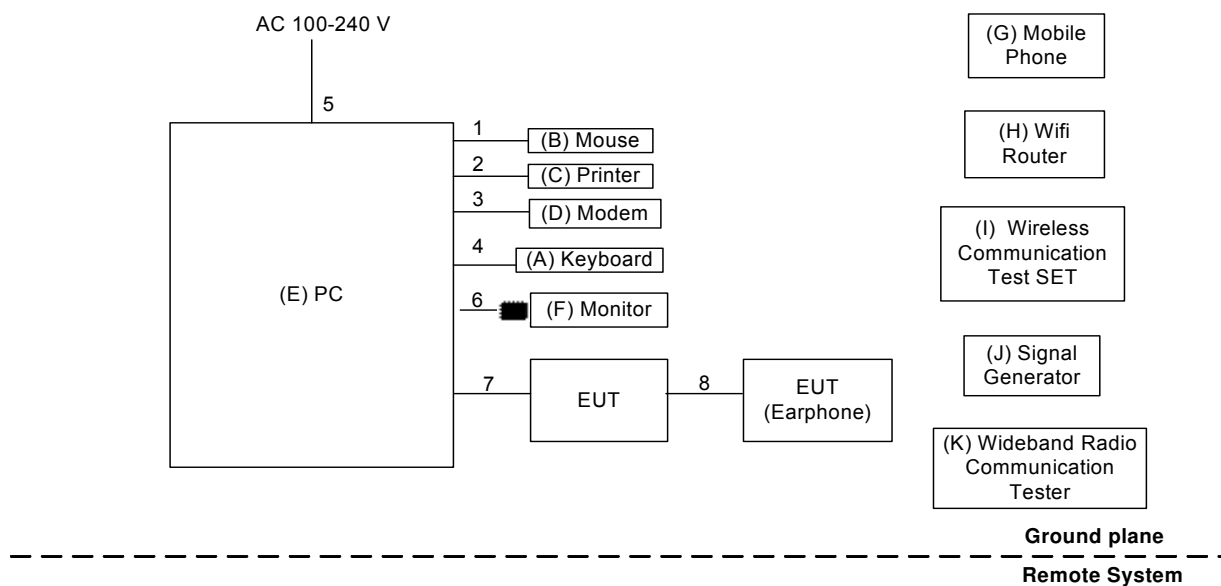 AC 100-240 V
5
(E) PC
1
(B) Mouse
2
(C) Printer
3
(D) Modem
4
(A) Keyboard
6
(F) Monitor
7
EUT
8
EUT
(Earphone)
(G) Mobile
Phone
(H) Wifi
Router
(I) Wireless
Communication
Test SET
(J) Signal
Generator
(K) Wideband Radio
Communication
Tester
Ground plane
Remote System